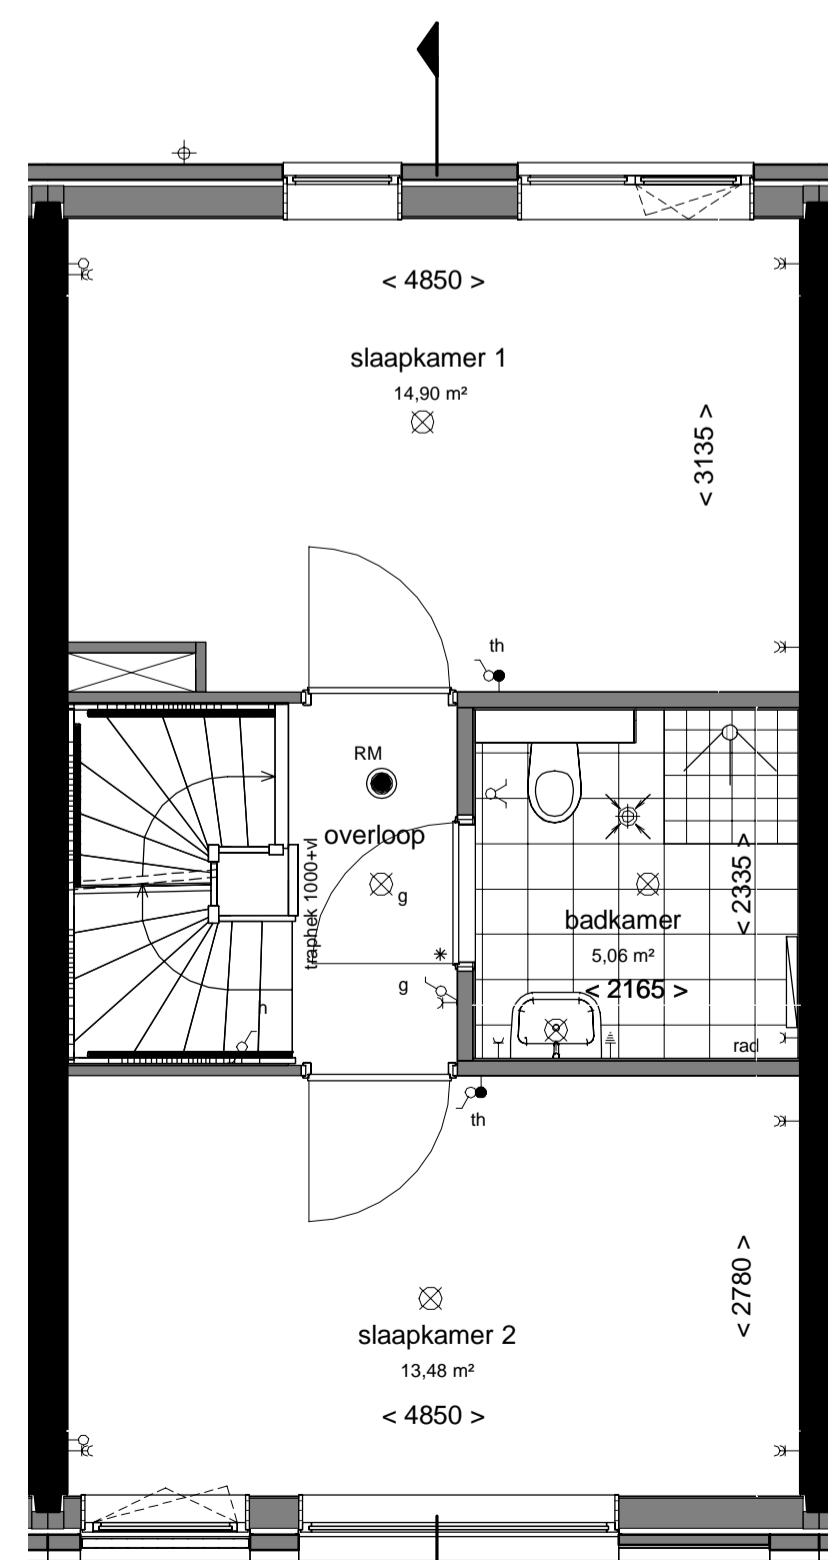 < 4850 >
slaapkamer 1
14,90 m²
< 3135 >
th
RM
overloop
traphek 1000+vl
g
g
h
badkamer
5,06 m²
< 2165 >
< 2335 >
rad
th
< 2780 >
slaapkamer 2
13,48 m²
< 4850 >